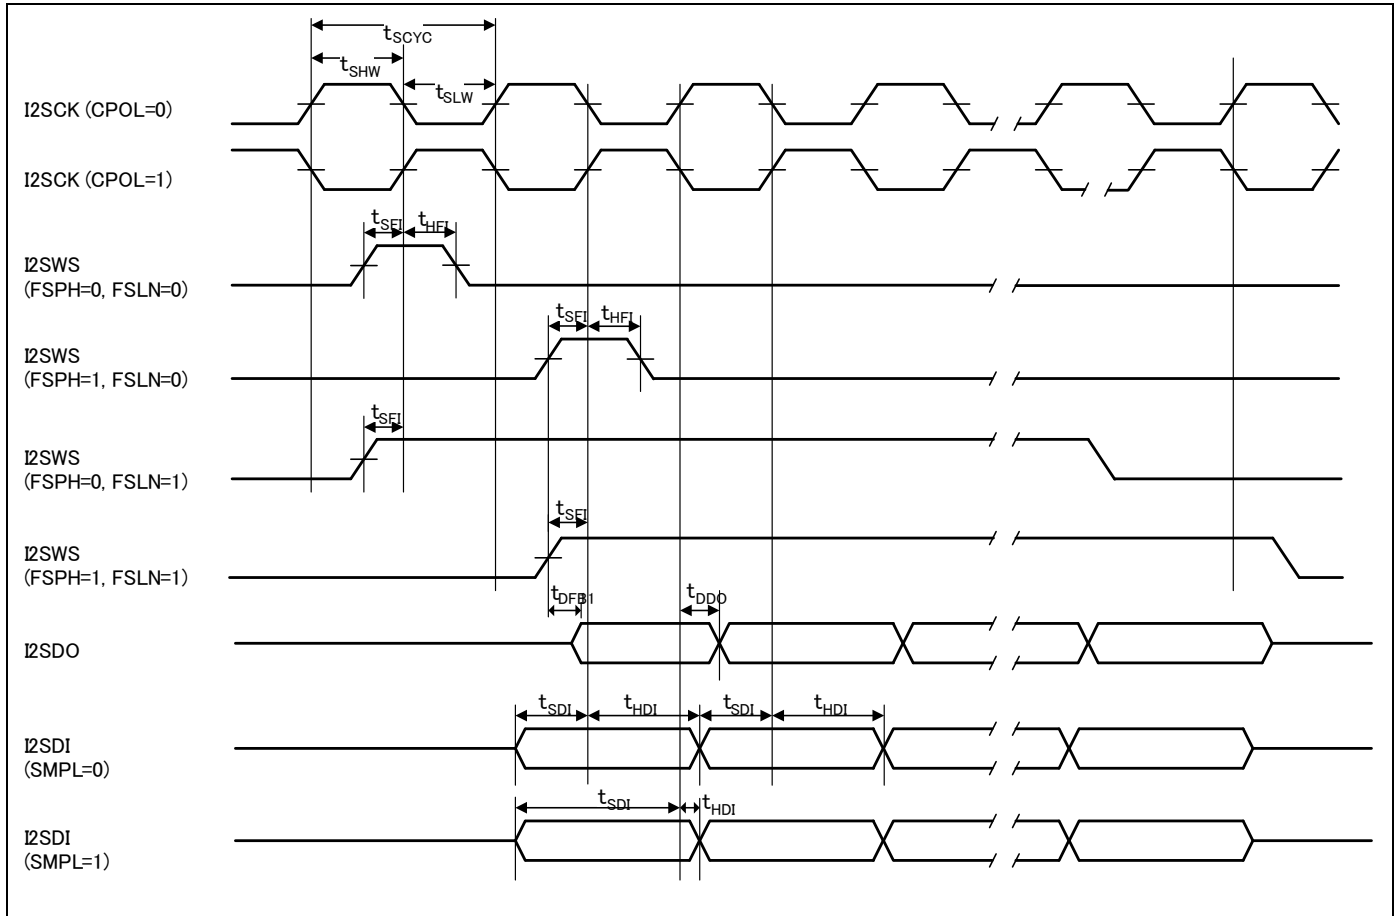 tSCYC
tSHW
tSLW
I2SCK (CPOL=0)
I2SCK (CPOL=1)
tSFI tHFI
I2SWS
(FSPH=0, FSLN=0)
tSFI tHFI
I2SWS
(FSPH=1, FSLN=0)
tSFI
I2SWS
(FSPH=0, FSLN=1)
tSFI
I2SWS
(FSPH=1, FSLN=1)
tDFB1 tDDO
I2SDO
tSDI tHDI tSDI tHDI
I2SDI
(SMPL=0)
tSDI tHDI
I2SDI
(SMPL=1)